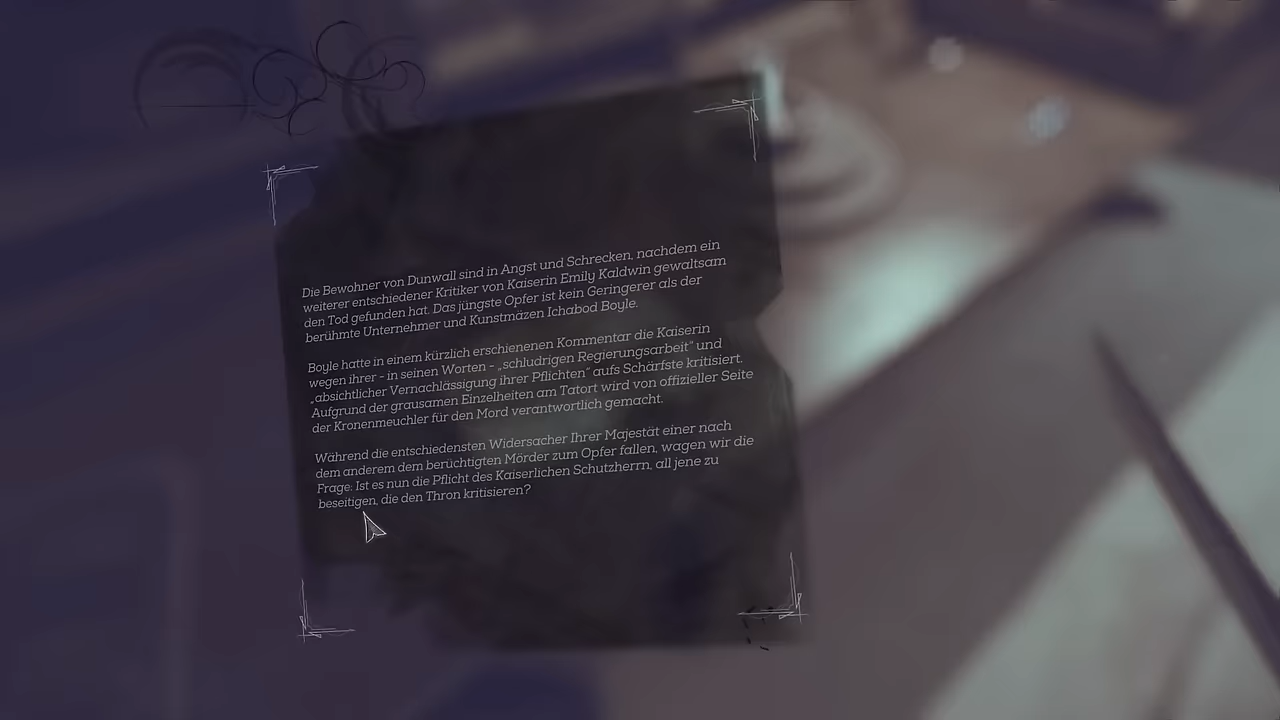 Die Bewohner von Dunwall sind in Angst und Schrecken, nachdem ein
weiterer entschiedener Kritiker von Kaiserin Emily Kaldwin gewaltsam
den Tod gefunden hat. Das jüngste Opfer ist kein Geringerer als der
berühmte Unternehmer und Kunstmäzen Ichabod Boyle.
Boyle hatte in einem kürzlich erschienenen Kommentar die Kaiserin
wegen ihrer - in seinen Worten - „schludrigen Regierungsarbeit“ und
„absichtlicher Vernachlässigung ihrer Pflichten“ aufs Schärfste kritisiert.
Aufgrund der grausamen Einzelheiten am Tatort wird von offizieller Seite
der Kronenmeuchler für den Mord verantwortlich gemacht.
Während die entschiedensten Widersacher Ihrer Majestät einer nach
dem anderem dem berüchtigten Mörder zum Opfer fallen, wagen wir die
Frage: Ist es nun die Pflicht des Kaiserlichen Schutzherrn, all jene zu
beseitigen, die den Thron kritisieren?